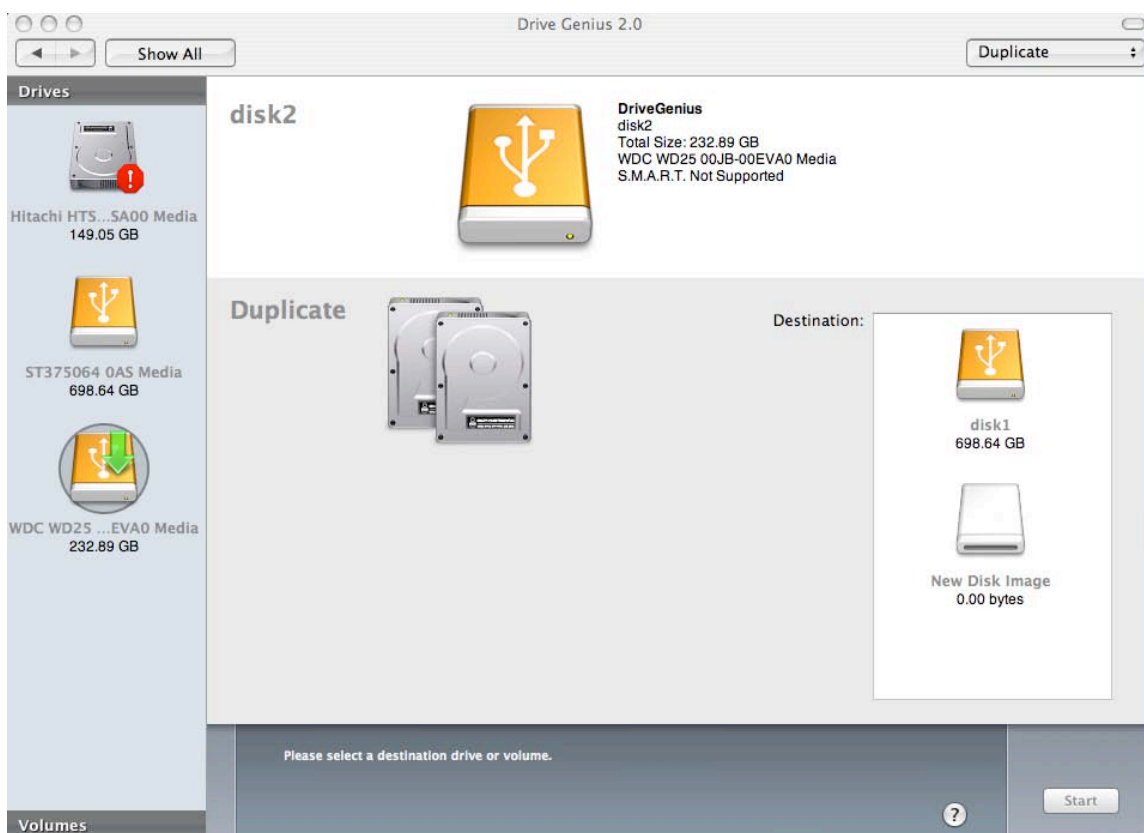 Drive Genius 2.0
Show All
Duplicate
Drives
Hitachi HTS...SA00 Media
149.05 GB
ST375064 0AS Media
698.64 GB
WDC WD25 ...EVA0 Media
232.89 GB
Volumes
disk2
DriveGenius
disk2
Total Size: 232.89 GB
WDC WD25 00JB-00EVA0 Media
S.M.A.R.T. Not Supported
Duplicate
Destination:
disk1
698.64 GB
New Disk Image
0.00 bytes
Please select a destination drive or volume.
?
Start